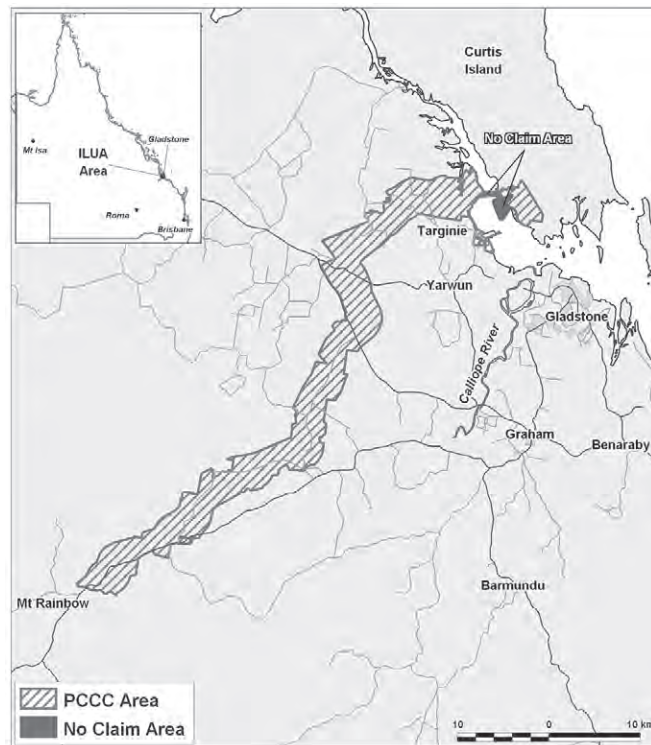 Gladstone
Mt Isa
ILUA
Area
Roma
Brisbane
Curtis
Island
No Claim Area
Targinie
Yarwun
Gladstone
Calliope River
Graham
Benaraby
Mt Rainbow
Barmundu
PCCC Area
No Claim Area
10 0 10 km